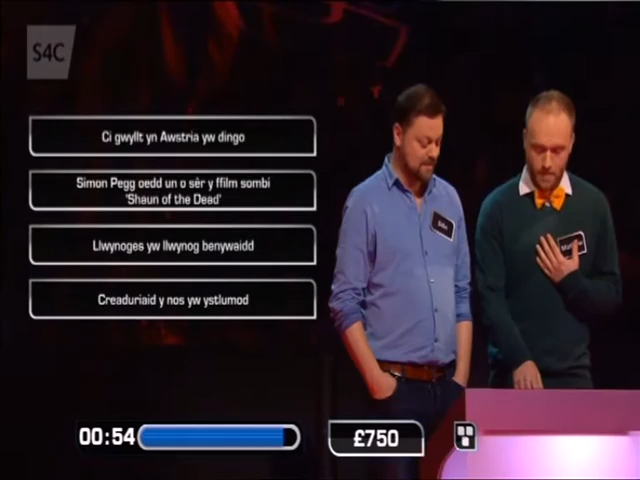 S4C
Ci gwyllt yn Awstria yw dingo
Simon Pegg oedd un o sêr y ffilm sombi
'Shaun of the Dead'
Llwynoges yw llwynog benywaidd
Creaduriaid y nos yw ystlumod
00:54
£750